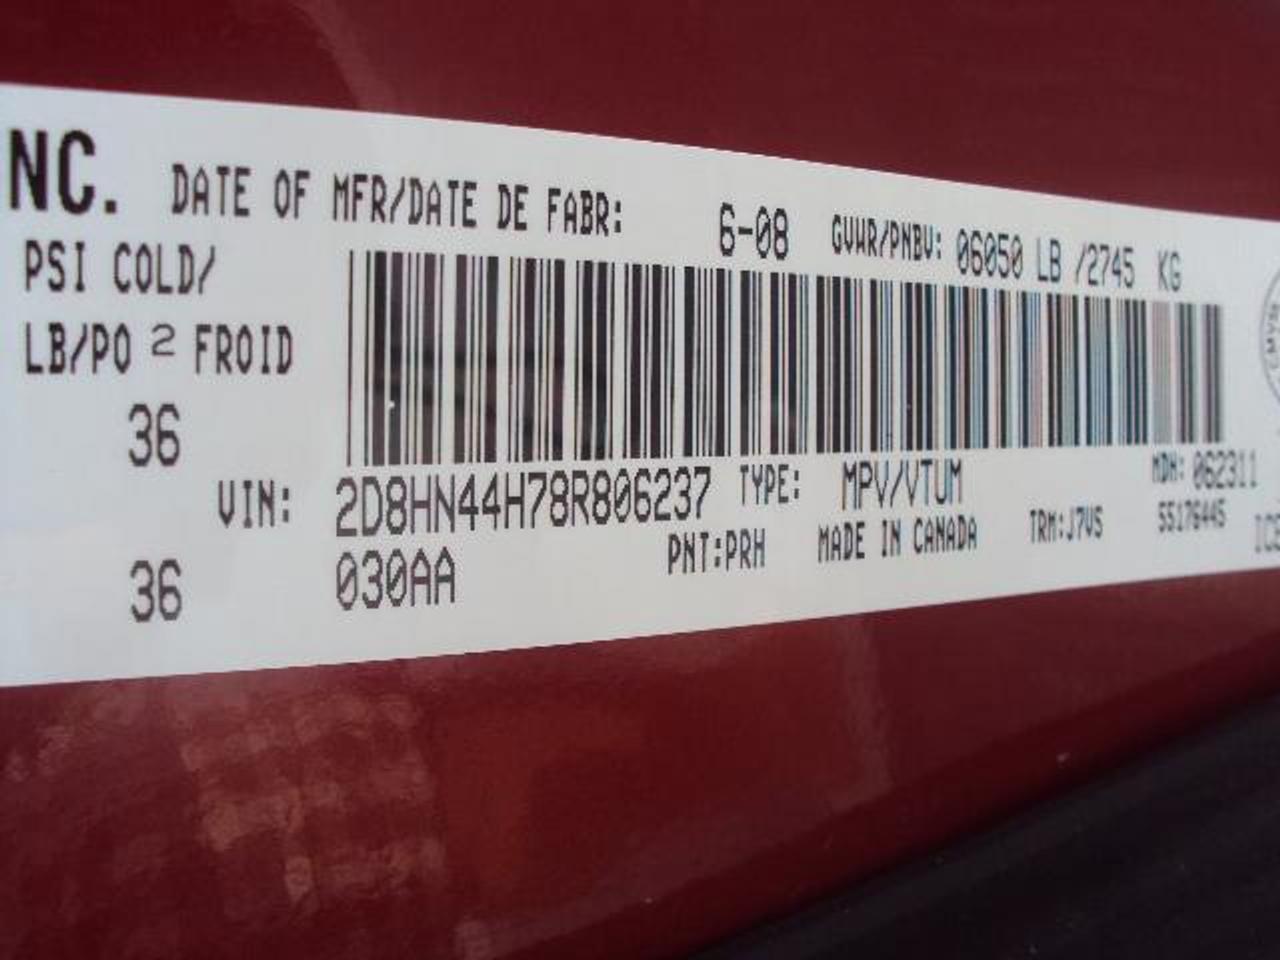 NC. DATE OF MFR/DATE DE FABR: 6-08 GVWR/PNBV: 06050 LB /2745 KG
PSI COLD/
LB/PO 2 FROID
36
VIN: 2D8HN44H78R806237 TYPE: MPV/VTUM MDH: 062311
PNT:PRH MADE IN CANADA TRM:J7VS 55176445
36 030AA